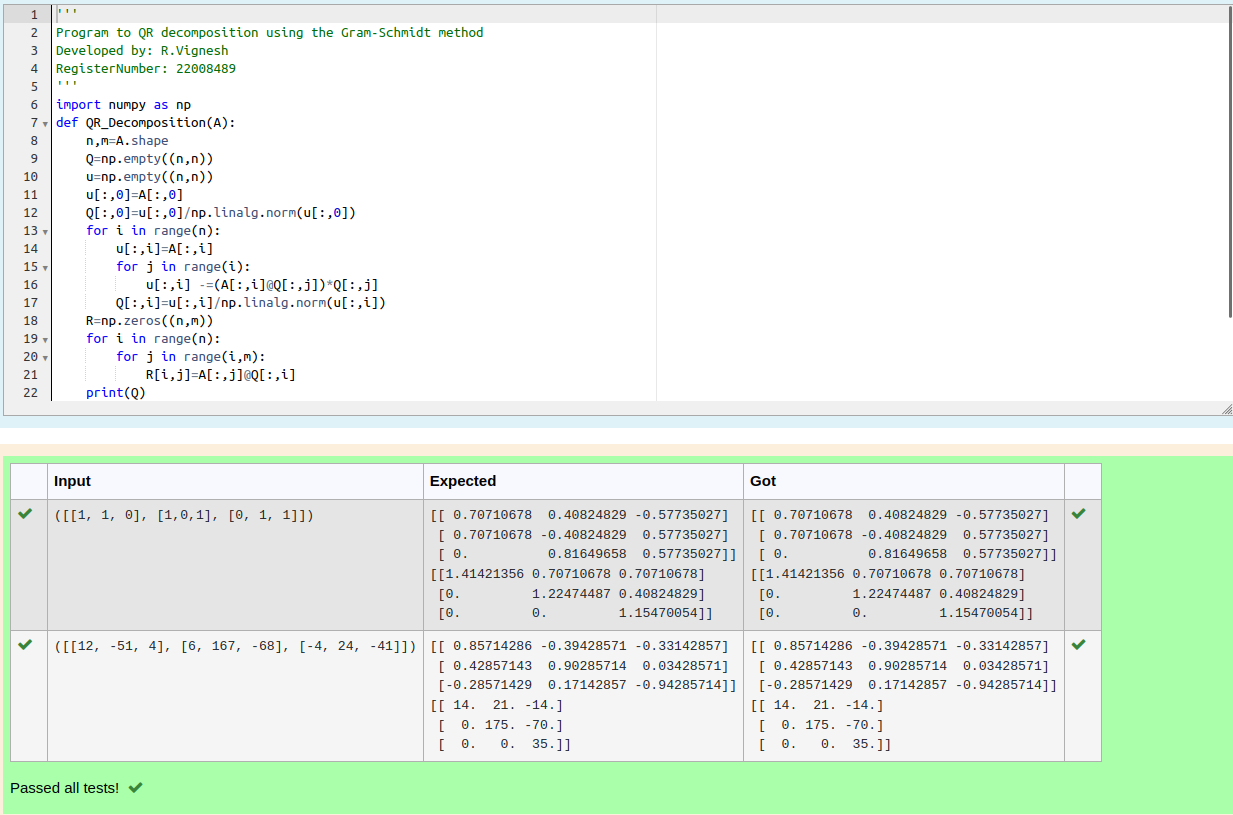 1 '''
2 Program to QR decomposition using the Gram-Schmidt method
3 Developed by: R.Vignesh
4 RegisterNumber: 22008489
5 '''
6 import numpy as np
7 def QR_Decomposition(A):
8     n,m=A.shape
9     Q=np.empty((n,n))
10     u=np.empty((n,n))
11     u[:,0]=A[:,0]
12     Q[:,0]=u[:,0]/np.linalg.norm(u[:,0])
13     for i in range(n):
14         u[:,i]=A[:,i]
15         for j in range(i):
16             u[:,i] -=(A[:,i]@Q[:,j])*Q[:,j]
17         Q[:,i]=u[:,i]/np.linalg.norm(u[:,i])
18     R=np.zeros((n,m))
19     for i in range(n):
20         for j in range(i,m):
21             R[i,j]=A[:,j]@Q[:,i]
22     print(Q)
Input Expected Got
([[1, 1, 0], [1,0,1], [0, 1, 1]]) [[ 0.70710678  0.40824829 -0.57735027] [[ 0.70710678  0.40824829 -0.57735027]
[ 0.70710678 -0.40824829  0.57735027] [ 0.70710678 -0.40824829  0.57735027]
[ 0.          0.81649658  0.57735027]] [ 0.          0.81649658  0.57735027]]
[[1.41421356 0.70710678 0.70710678] [[1.41421356 0.70710678 0.70710678]
[0.         1.22474487 0.40824829] [0.         1.22474487 0.40824829]
[0.         0.         1.15470054]] [0.         0.         1.15470054]]
([[12, -51, 4], [6, 167, -68], [-4, 24, -41]]) [[ 0.85714286 -0.39428571 -0.33142857] [[ 0.85714286 -0.39428571 -0.33142857]
[ 0.42857143  0.90285714  0.03428571] [ 0.42857143  0.90285714  0.03428571]
[-0.28571429  0.17142857 -0.94285714]] [-0.28571429  0.17142857 -0.94285714]]
[[ 14.  21. -14.] [[ 14.  21. -14.]
[  0. 175. -70.] [  0. 175. -70.]
[  0.   0.  35.]] [  0.   0.  35.]]
Passed all tests!